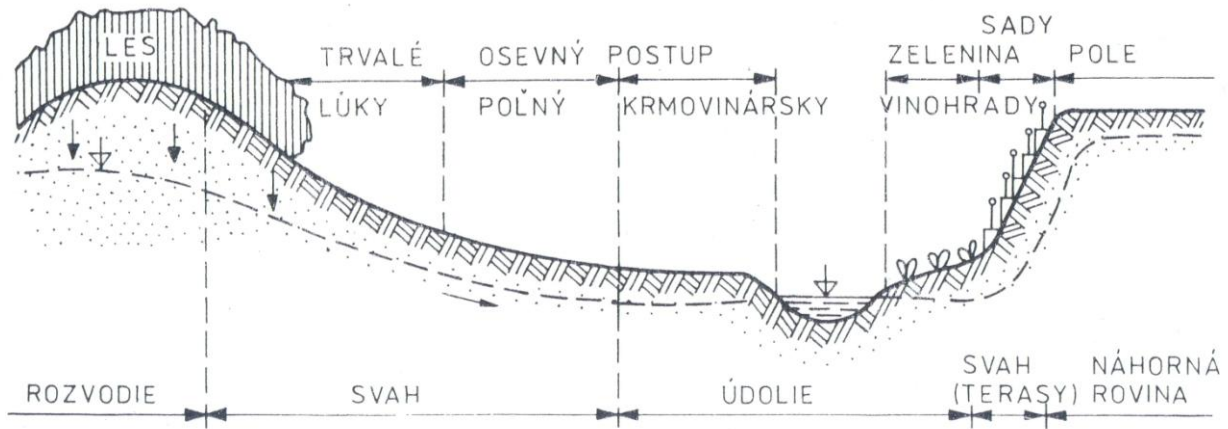 LES
TRVALÉ
LÚKY
OSEVNÝ POSTUP
POĽNÝ
KRMOVINÁRSKY
SADY
ZELENINA
VINOHRADY
POLE
ROZVODIE
SVAH
ÚDOLIE
SVAH
(TERASY)
NÁHORNÁ
ROVINA